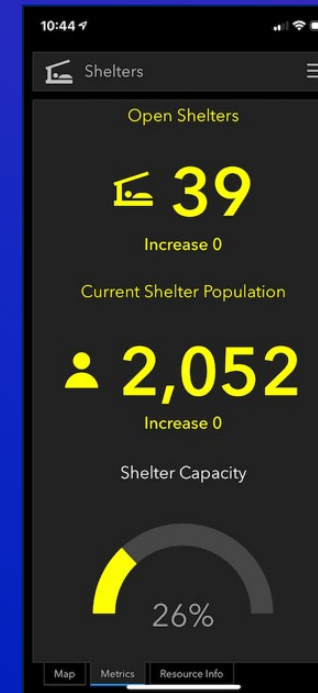 10:44
Shelters
Open Shelters
39
Increase 0
Current Shelter Population
2,052
Increase 0
Shelter Capacity
26%
Map Metrics Resource Info